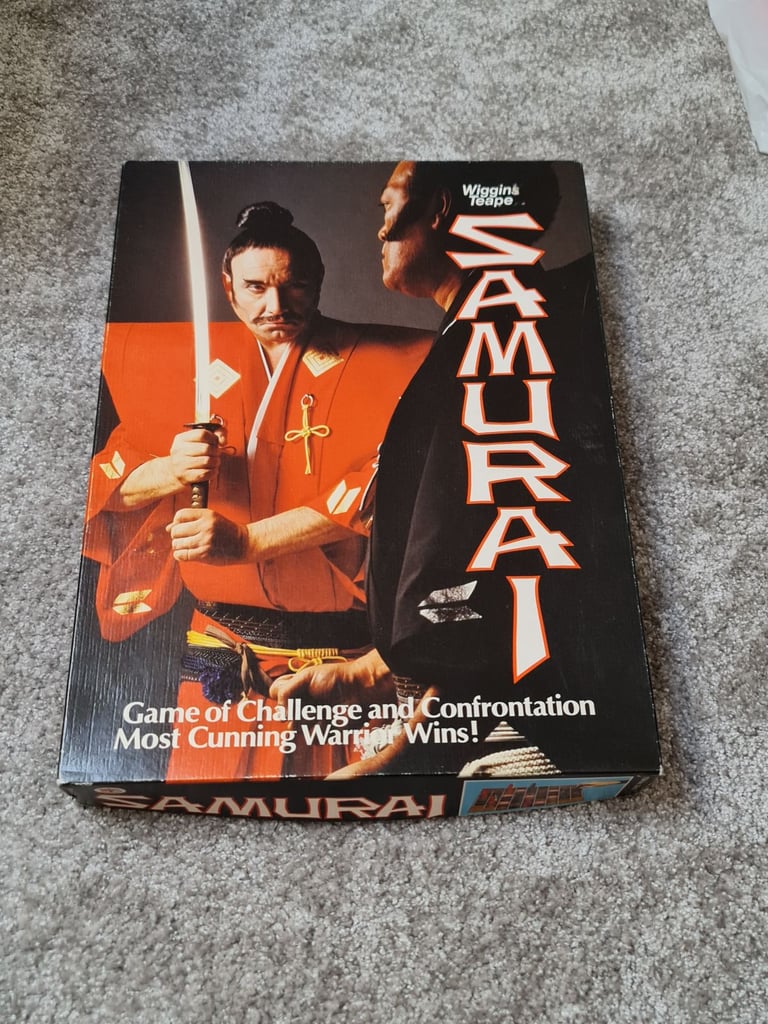 Wiggins
Teape
SAMURAI
Game of Challenge and Confrontation
Most Cunning Warrior Wins!
SAMURAI